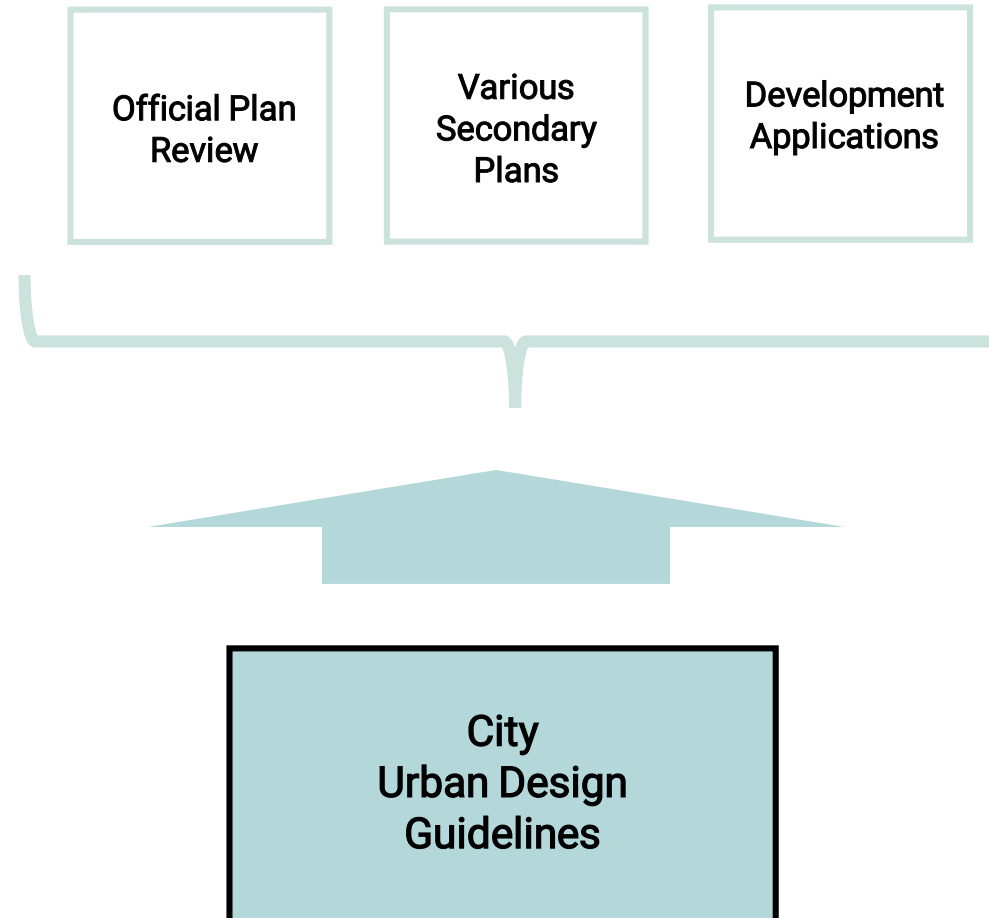 Official Plan
Review
Various
Secondary
Plans
Development
Applications
City
Urban Design
Guidelines